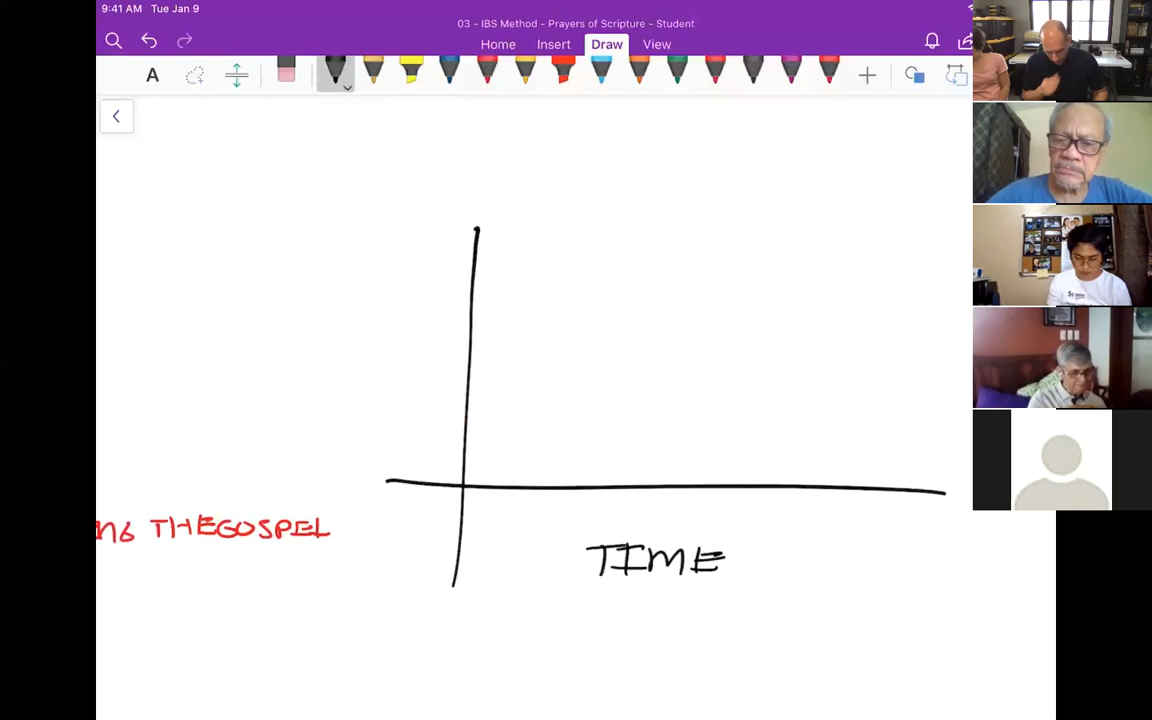 9:41 AM Tue Jan 9
03 - IBS Method - Prayers of Scripture - Student
Home Insert Draw View
A
THEGOSPEL
TIME